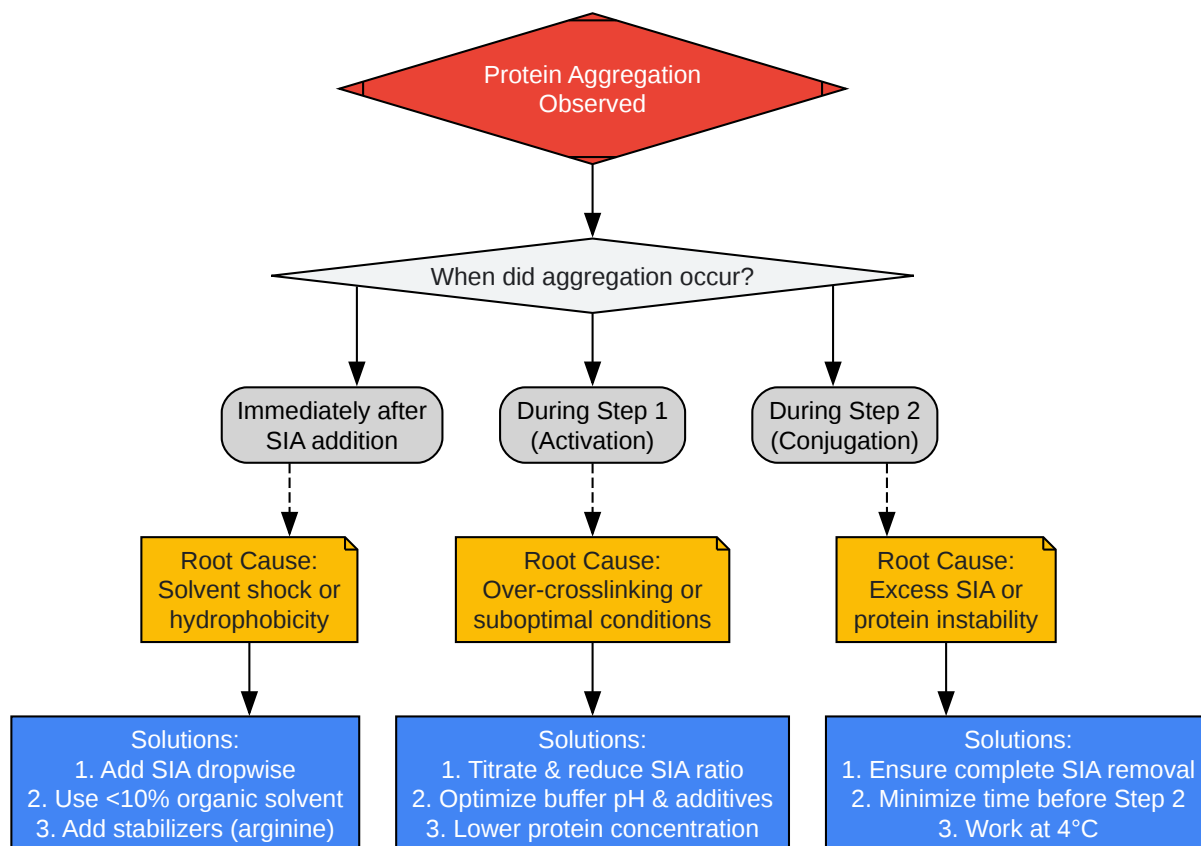 Protein Aggregation
Observed
When did aggregation occur?
Immediately after
SIA addition
During Step 1
(Activation)
During Step 2
(Conjugation)
Root Cause:
Solvent shock or
hydrophobicity
Root Cause:
Over-crosslinking or
suboptimal conditions
Root Cause:
Excess SIA or
protein instability
Solutions:
1. Add SIA dropwise
2. Use <10% organic solvent
3. Add stabilizers (arginine)
Solutions:
1. Titrate & reduce SIA ratio
2. Optimize buffer pH & additives
3. Lower protein concentration
Solutions:
1. Ensure complete SIA removal
2. Minimize time before Step 2
3. Work at 4°C